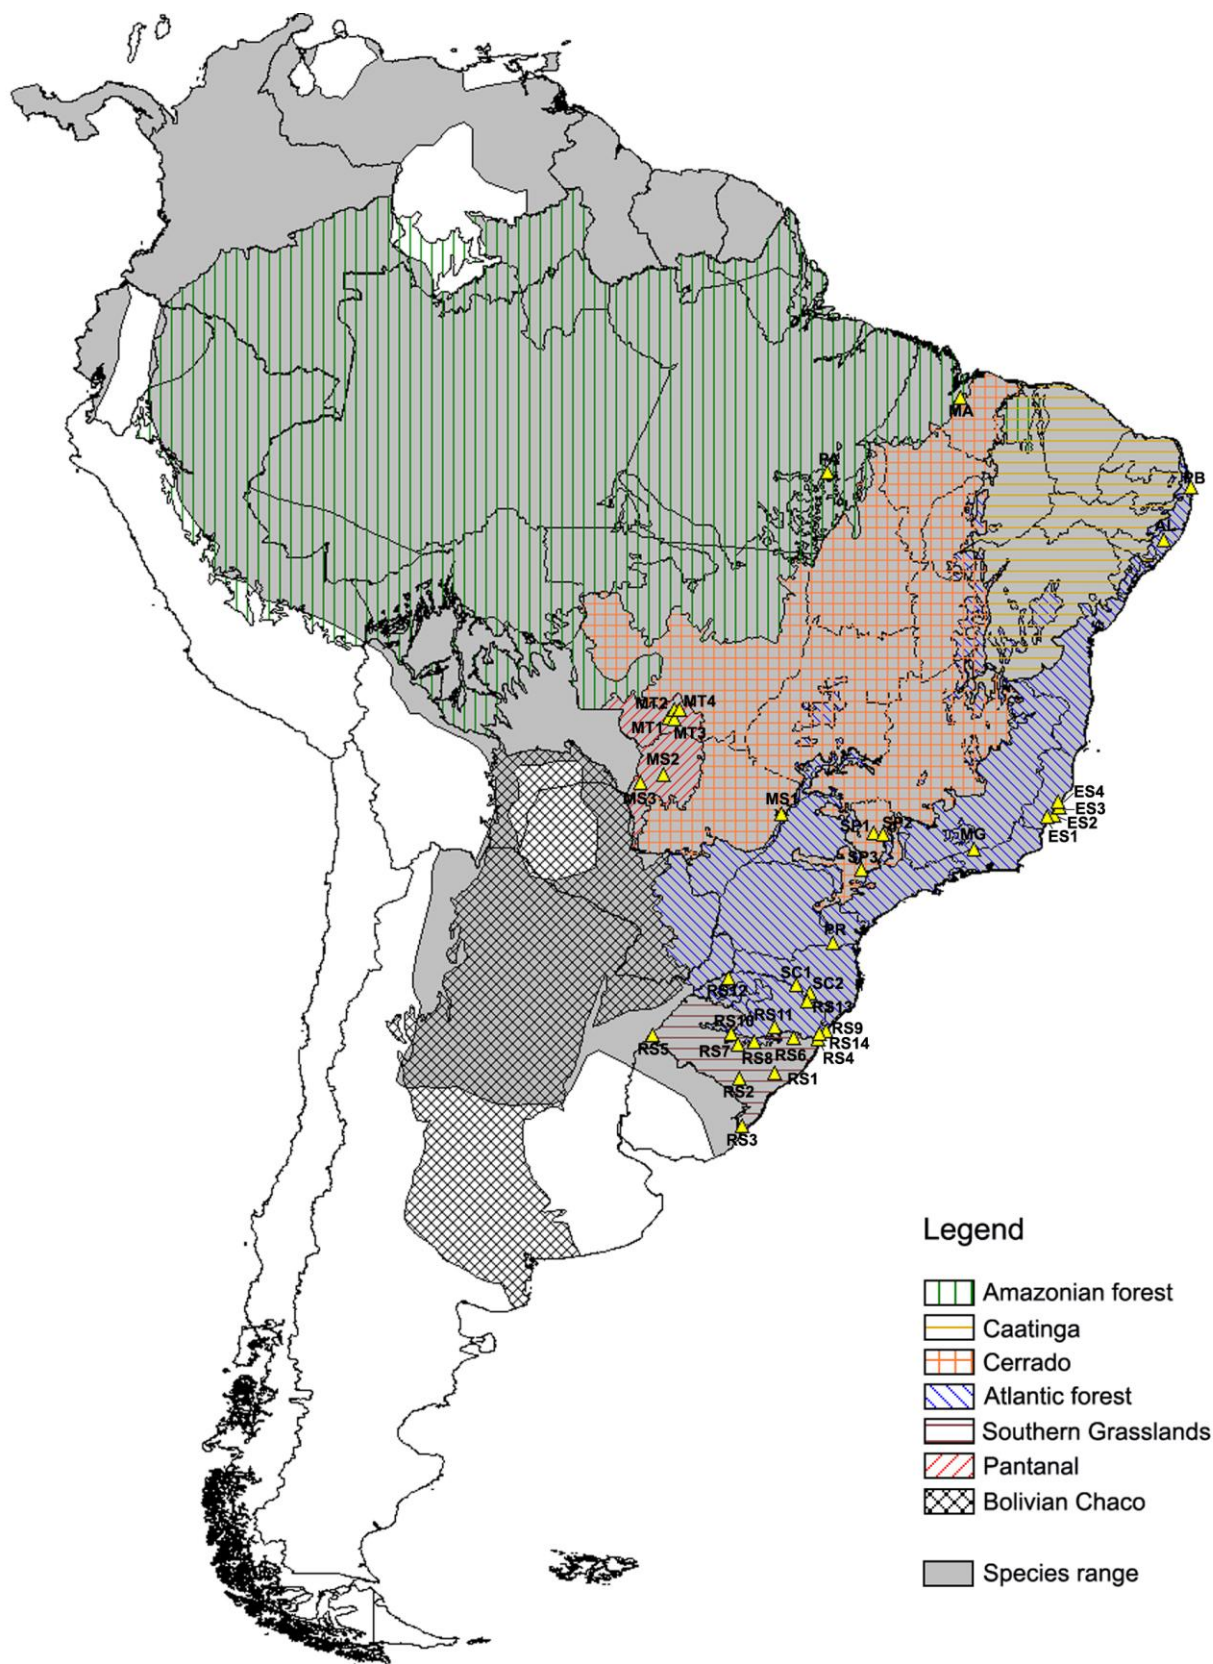 MA
PA
PB
AL
MT2
MT4
MT1
MT3
MS2
MS3
MS1
ES4
ES3
ES2
ES1
SP1
SP2
MG
SP3
PR
SC1
SC2
RS12
RS13
RS11
RS10
RS9
RS5
RS14
RS7
RS8
RS6
RS4
RS1
RS2
RS3
Legend
Amazonian forest
Caatinga
Cerrado
Atlantic forest
Southern Grasslands
Pantanal
Bolivian Chaco
Species range